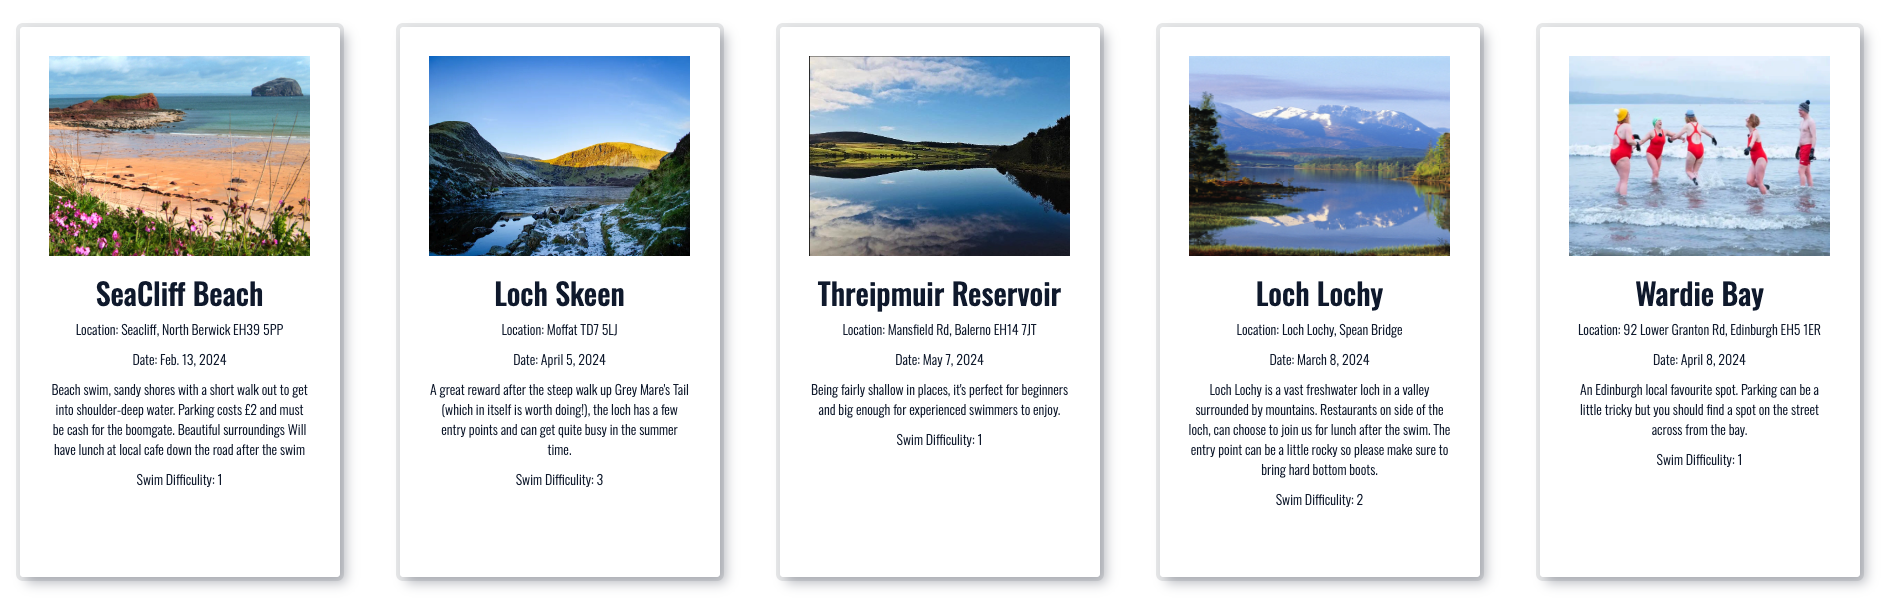 SeaCliff Beach
Location: Seacliff, North Berwick EH39 5PP
Date: Feb. 13, 2024
Beach swim, sandy shores with a short walk out to get
into shoulder-deep water. Parking costs £2 and must
be cash for the boomgate. Beautiful surroundings Will
have lunch at local cafe down the road after the swim
Swim Difficulity: 1
Loch Skeen
Location: Moffat TD7 5LJ
Date: April 5, 2024
A great reward after the steep walk up Grey Mare's Tail
(which in itself is worth doing!), the loch has a few
entry points and can get quite busy in the summer
time.
Swim Difficulity: 3
Threipmuir Reservoir
Location: Mansfield Rd, Balerno EH14 7JT
Date: May 7, 2024
Being fairly shallow in places, it's perfect for beginners
and big enough for experienced swimmers to enjoy.
Swim Difficulity: 1
Loch Lochy
Location: Loch Lochy, Spean Bridge
Date: March 8, 2024
Loch Lochy is a vast freshwater loch in a valley
surrounded by mountains. Restaurants on side of the
loch, can choose to join us for lunch after the swim. The
entry point can be a little rocky so please make sure to
bring hard bottom boots.
Swim Difficulity: 2
Wardie Bay
Location: 92 Lower Granton Rd, Edinburgh EH5 1ER
Date: April 8, 2024
An Edinburgh local favourite spot. Parking can be a
little tricky but you should find a spot on the street
across from the bay.
Swim Difficulity: 1